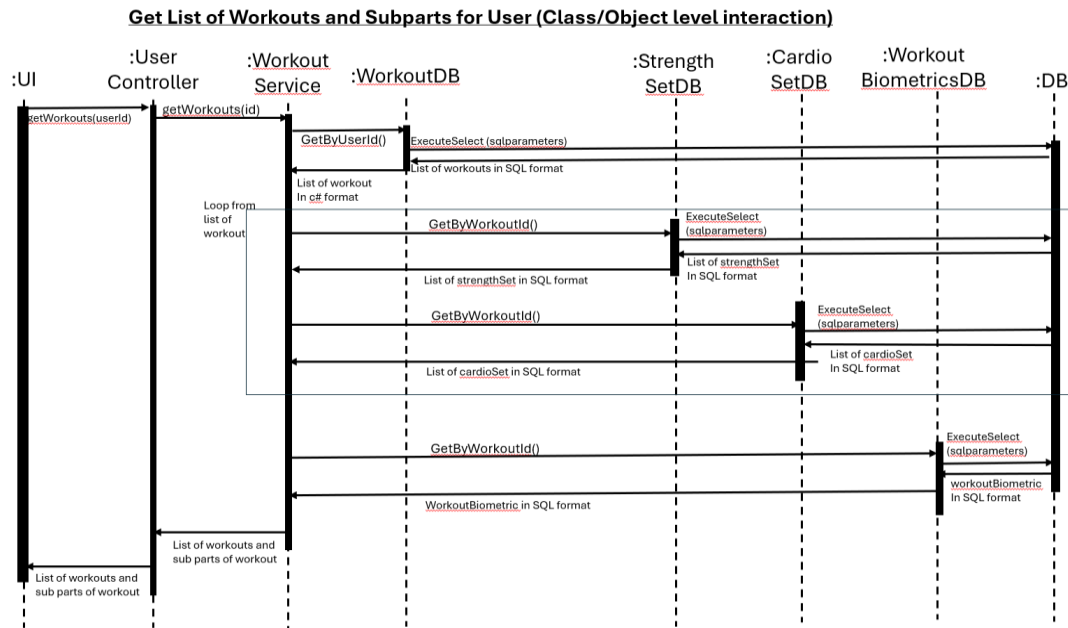 Get List of Workouts and Subparts for User (Class/Object level interaction)
:UI
:User
Controller
:Workout
Service
:WorkoutDB
:Strength
SetDB
:Cardio
SetDB
:Workout
BiometricsDB
:DB
getWorkouts(userId)
getWorkouts(id)
GetByUserId()
ExecuteSelect (sqlparameters)
List of workouts in SQL format
List of workout
In c# format
Loop from
list of
workout
GetByWorkoutId()
ExecuteSelect
(sqlparameters)
List of strengthSet
In SQL format
List of strengthSet in SQL format
GetByWorkoutId()
ExecuteSelect
(sqlparameters)
List of cardioSet
In SQL format
List of cardioSet in SQL format
GetByWorkoutId()
ExecuteSelect
(sqlparameters)
workoutBiometric
In SQL format
WorkoutBiometric in SQL format
List of workouts and
sub parts of workout
List of workouts and
sub parts of workout